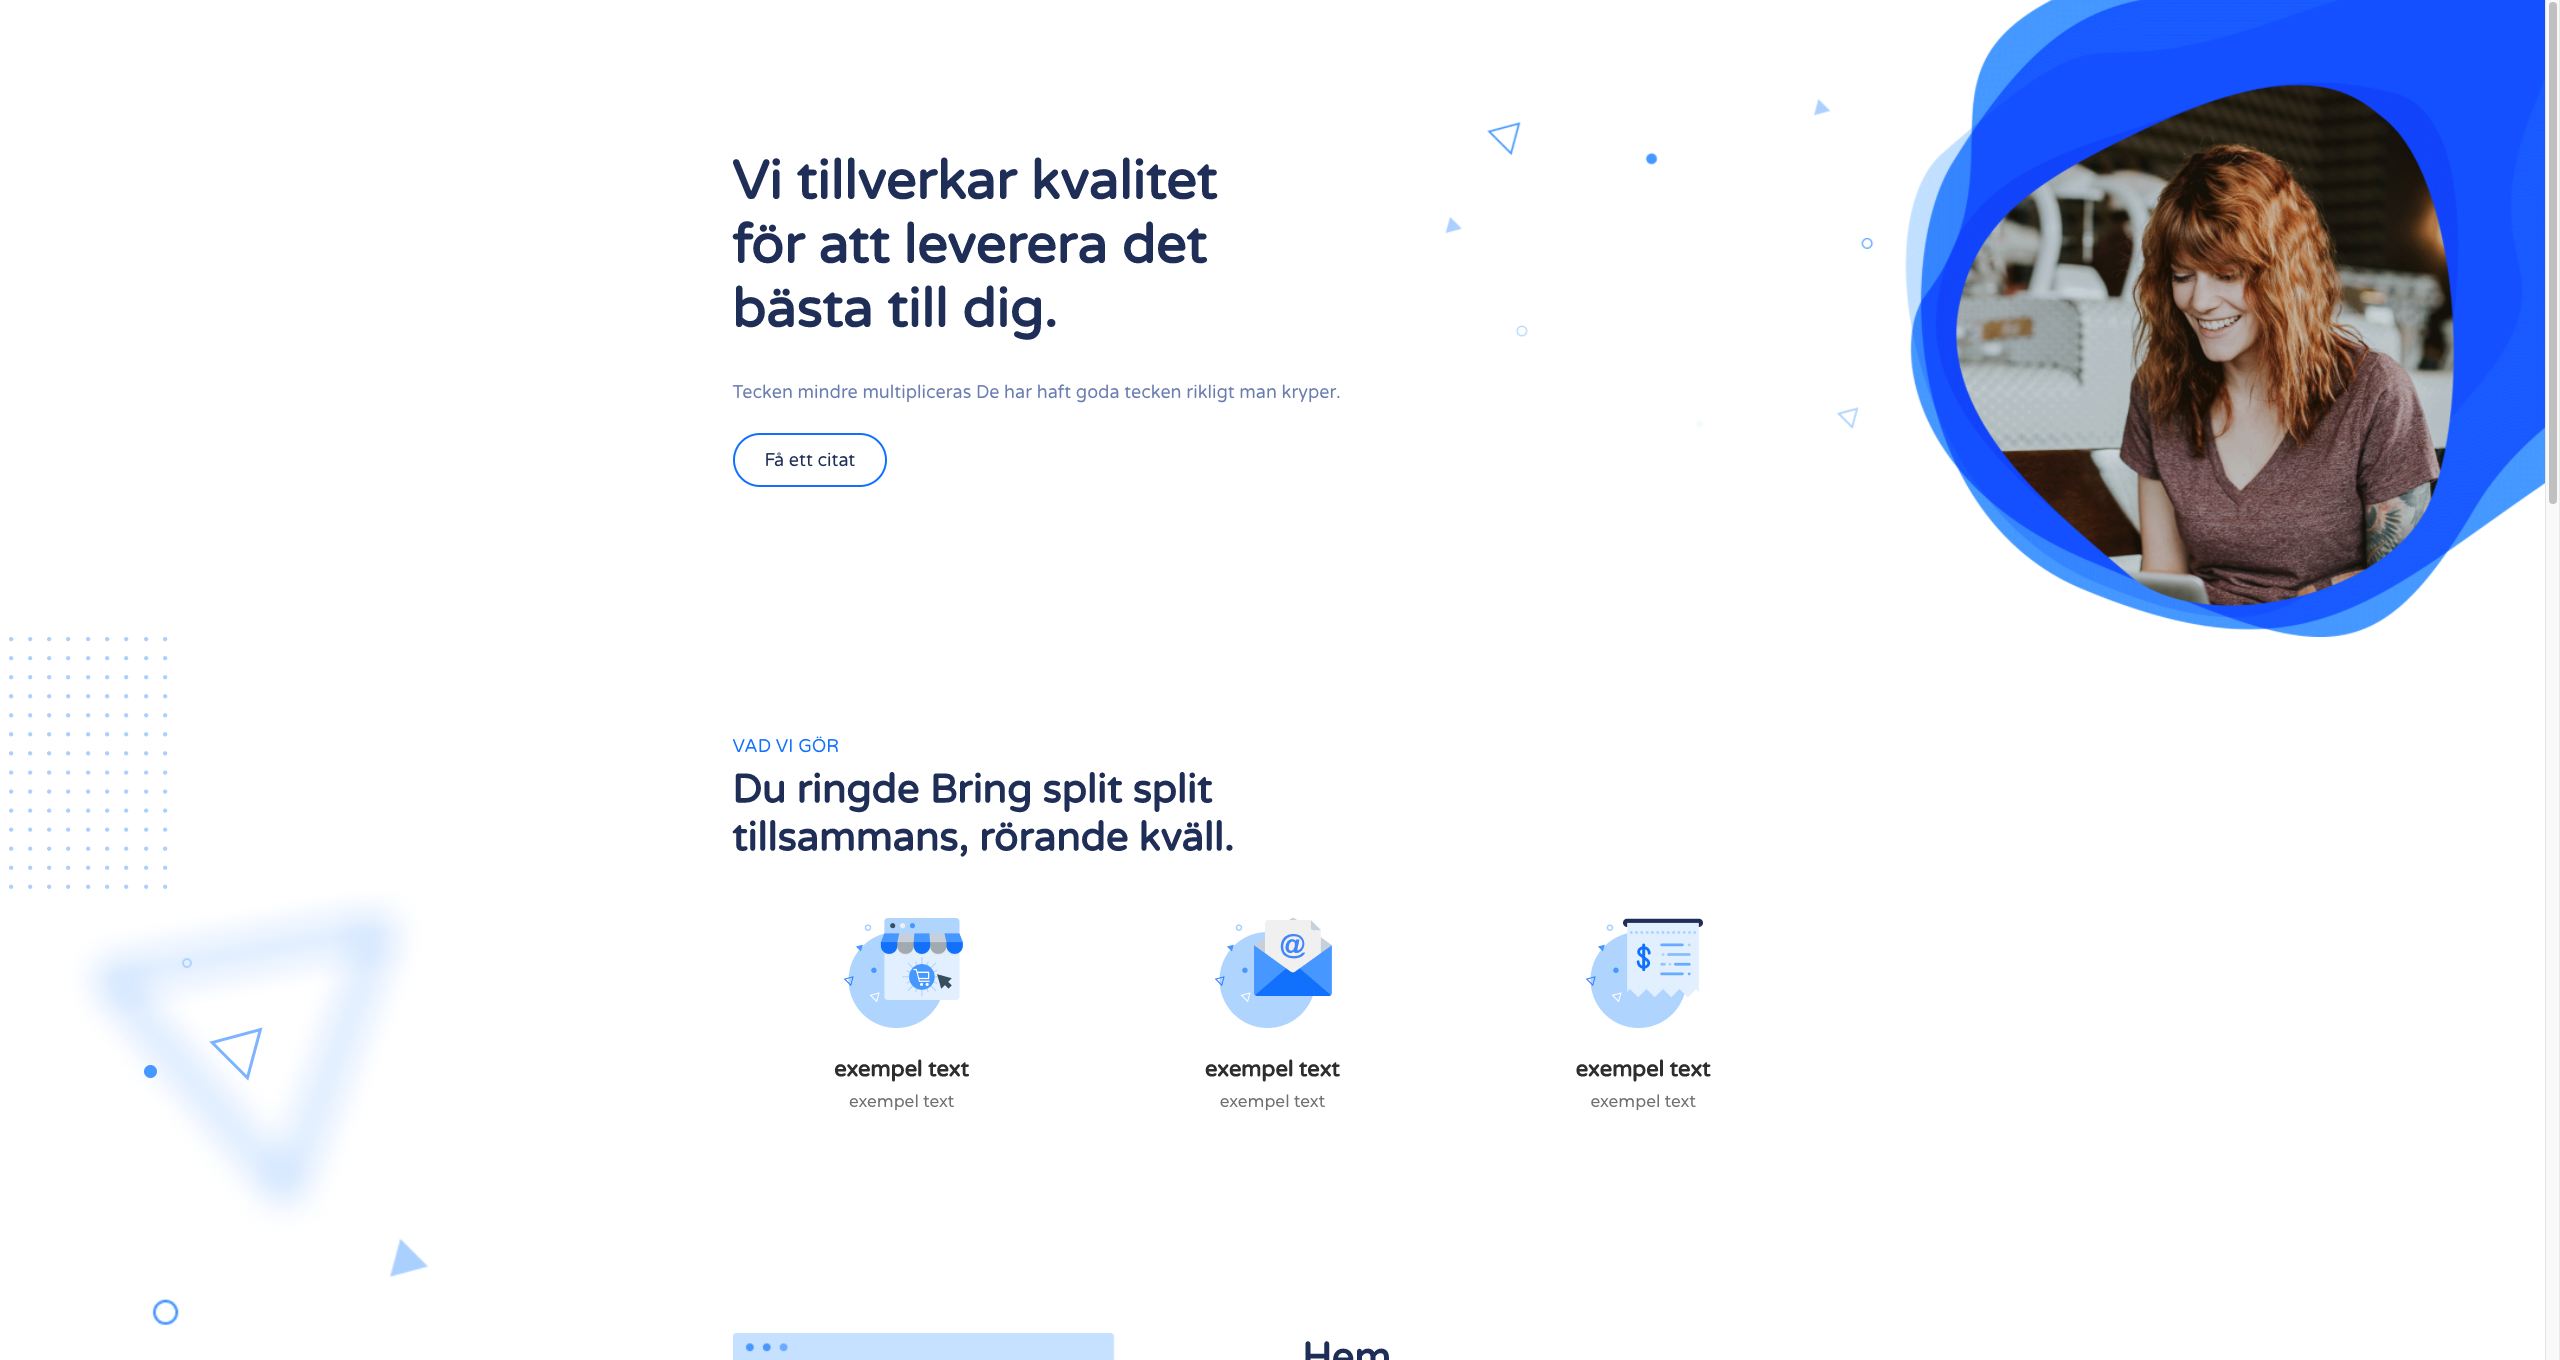 Vi tillverkar kvalitet
för att leverera det
bästa till dig.
Tecken mindre multipliceras De har haft goda tecken rikligt man kryper.
Få ett citat
VAD VI GÖR
Du ringde Bring split split
tillsammans, rörande kväll.
@
$
exempel text
exempel text
exempel text
exempel text
exempel text
exempel text
Hem